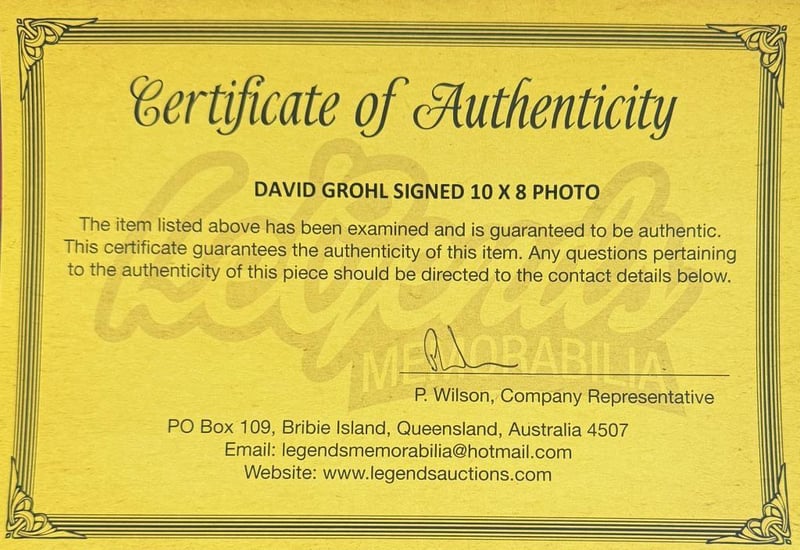 Certificate of Authenticity
DAVID GROHL SIGNED 10 X 8 PHOTO
The item listed above has been examined and is guaranteed to be authentic.
This certificate guarantees the authenticity of this item. Any questions pertaining
to the authenticity of this piece should be directed to the contact details below.
Legends
MEMORABILIA
P. Wilson, Company Representative
PO Box 109, Bribie Island, Queensland, Australia 4507
Email: legendsmemorabilia@hotmail.com
Website: www.legendsauctions.com